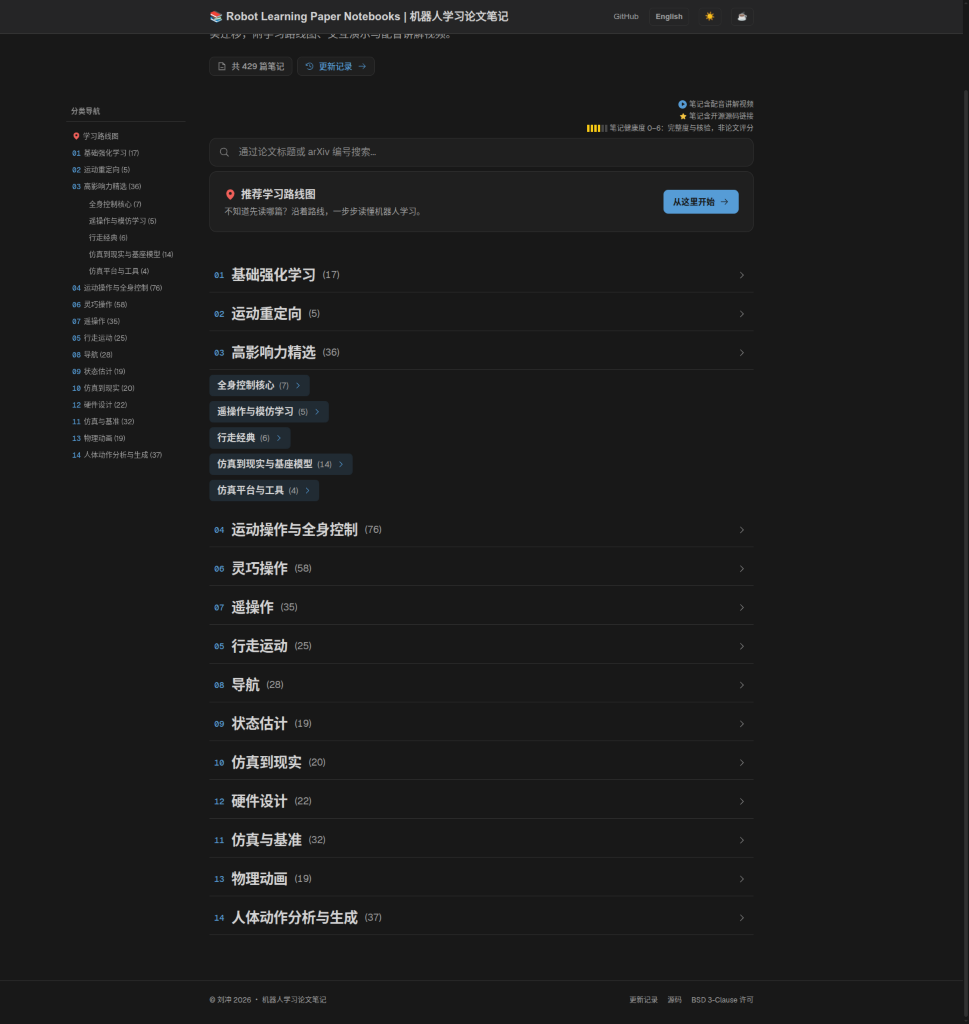 📚 Robot Learning Paper Notebooks | 机器人学习论文笔记
GitHub
English
共 429 篇笔记
更新记录 →
笔记含配音讲解视频
笔记含开源源码链接
笔记健康度 0–6：完整度与核验，非论文评分
分类导航
学习路线图
01 基础强化学习 (17)
02 运动重定向 (5)
03 高影响力精选 (36)
全身控制核心 (7)
遥操作与模仿学习 (5)
行走经典 (6)
仿真到现实与基座模型 (14)
仿真平台与工具 (4)
04 运动操作与全身控制 (76)
06 灵巧操作 (58)
07 遥操作 (35)
05 行走运动 (25)
08 导航 (28)
09 状态估计 (19)
10 仿真到现实 (20)
12 硬件设计 (22)
11 仿真与基准 (32)
13 物理动画 (19)
14 人体动作分析与生成 (37)
通过论文标题或 arXiv 编号搜索...
推荐学习路线图
不知道先读哪篇？沿着路线，一步步读懂机器人学习。
从这里开始 →
01 基础强化学习 (17)
02 运动重定向 (5)
03 高影响力精选 (36)
全身控制核心 (7)
遥操作与模仿学习 (5)
行走经典 (6)
仿真到现实与基座模型 (14)
仿真平台与工具 (4)
04 运动操作与全身控制 (76)
06 灵巧操作 (58)
07 遥操作 (35)
05 行走运动 (25)
08 导航 (28)
09 状态估计 (19)
10 仿真到现实 (20)
12 硬件设计 (22)
11 仿真与基准 (32)
13 物理动画 (19)
14 人体动作分析与生成 (37)
© 刘冲 2026 · 机器人学习论文笔记
更新记录 源码 BSD 3-Clause 许可